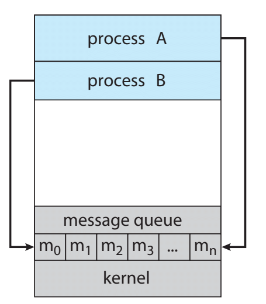 process A
process B
message queue
m0 m1 m2 m3 ... mn
kernel